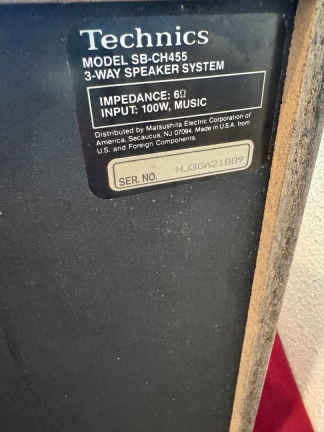 Technics
MODEL SB-CH455
3-WAY SPEAKER SYSTEM
IMPEDANCE: 6Ω
INPUT: 100W, MUSIC
Distributed by Matsushita Electric Corporation of
America, Secaucus, NJ 07094. Made in U.S.A. from
U.S. and Foreign Components.
SER. NO.